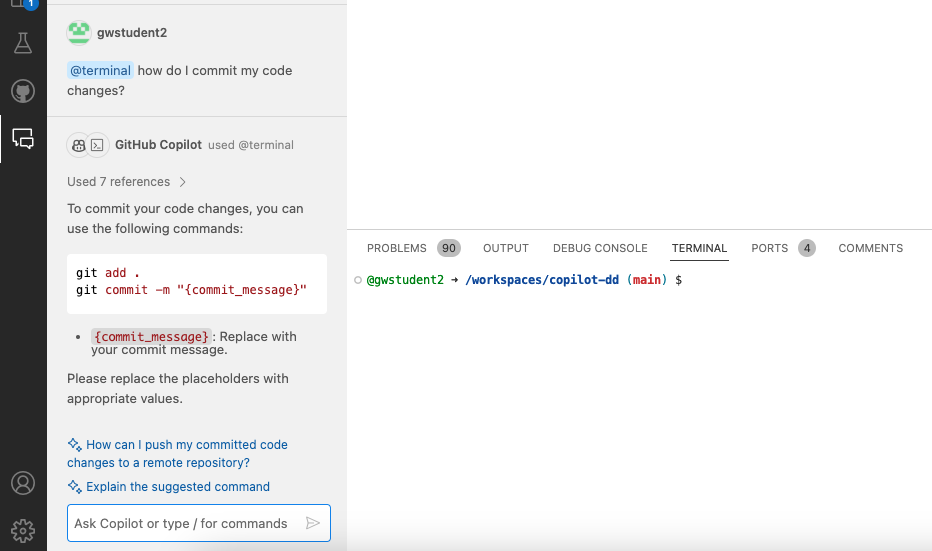 1
gwstudent2
@terminal how do I commit my code
changes?
GitHub Copilot used @terminal
Used 7 references
To commit your code changes, you can
use the following commands:
git add .
git commit -m "{commit_message}"
• {commit_message}: Replace with
your commit message.
Please replace the placeholders with
appropriate values.
How can I push my committed code
changes to a remote repository?
Explain the suggested command
Ask Copilot or type / for commands
PROBLEMS 90 OUTPUT DEBUG CONSOLE TERMINAL PORTS 4 COMMENTS
@gwstudent2 → /workspaces/copilot-dd (main) $